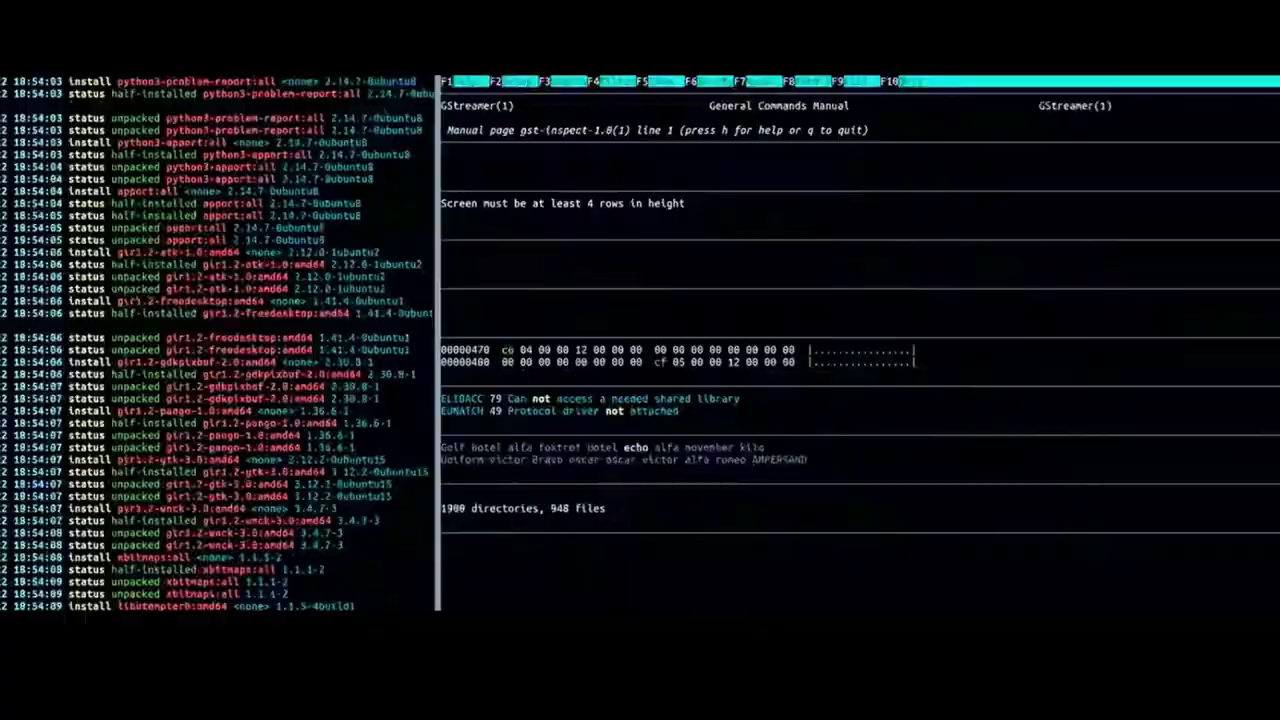 2 18:54:03 install python3-problem-report:all <none> 2.14.7-0ubuntu8
2 18:54:03 status half-installed python3-problem-report:all 2.14.7-0ubu
2 18:54:03 status unpacked python3-problem-report:all 2.14.7-0ubuntu8
2 18:54:03 status unpacked python3-problem-report:all 2.14.7-0ubuntu8
2 18:54:03 install python3-apport:all <none> 2.14.7-0ubuntu8
2 18:54:03 status half-installed python3-apport:all 2.14.7-0ubuntu8
2 18:54:04 status unpacked python3-apport:all 2.14.7-0ubuntu8
2 18:54:04 status unpacked python3-apport:all 2.14.7-0ubuntu8
2 18:54:04 install apport:all <none> 2.14.7-0ubuntu8
2 18:54:04 status half-installed apport:all 2.14.7-0ubuntu8
2 18:54:05 status unpacked apport:all 2.14.7-0ubuntu8
2 18:54:05 status unpacked apport:all 2.14.7-0ubuntu8
2 18:54:05 status unpacked apport:all 2.14.7-0ubuntu8
2 18:54:06 install gir1.2-atk-1.0:amd64 <none> 2.12.0-1ubuntu2
2 18:54:06 status half-installed gir1.2-atk-1.0:amd64 2.12.0-1ubuntu2
2 18:54:06 status unpacked gir1.2-atk-1.0:amd64 2.12.0-1ubuntu2
2 18:54:06 status unpacked gir1.2-atk-1.0:amd64 2.12.0-1ubuntu2
2 18:54:06 install gir1.2-freedesktop:amd64 <none> 1.41.4-0ubuntu1
2 18:54:06 status half-installed gir1.2-freedesktop:amd64 1.41.4-0ubunt
2 18:54:06 status unpacked gir1.2-freedesktop:amd64 1.41.4-0ubuntu1
2 18:54:06 status unpacked gir1.2-freedesktop:amd64 1.41.4-0ubuntu1
2 18:54:06 install gir1.2-gdkpixbuf-2.0:amd64 <none> 2.30.8-1
2 18:54:06 status half-installed gir1.2-gdkpixbuf-2.0:amd64 2.30.8-1
2 18:54:07 status unpacked gir1.2-gdkpixbuf-2.0:amd64 2.30.8-1
2 18:54:07 status unpacked gir1.2-gdkpixbuf-2.0:amd64 2.30.8-1
2 18:54:07 install gir1.2-pango-1.0:amd64 <none> 1.36.6-1
2 18:54:07 status half-installed gir1.2-pango-1.0:amd64 1.36.6-1
2 18:54:07 status unpacked gir1.2-pango-1.0:amd64 1.36.6-1
2 18:54:07 status unpacked gir1.2-pango-1.0:amd64 1.36.6-1
2 18:54:07 install gir1.2-gtk-3.0:amd64 <none> 3.12.2-0ubuntu15
2 18:54:07 status half-installed gir1.2-gtk-3.0:amd64 3.12.2-0ubuntu15
2 18:54:07 status unpacked gir1.2-gtk-3.0:amd64 3.12.2-0ubuntu15
2 18:54:07 status unpacked gir1.2-gtk-3.0:amd64 3.12.2-0ubuntu15
2 18:54:07 install gir1.2-wnck-3.0:amd64 <none> 3.4.7-3
2 18:54:07 status half-installed gir1.2-wnck-3.0:amd64 3.4.7-3
2 18:54:08 status unpacked gir1.2-wnck-3.0:amd64 3.4.7-3
2 18:54:08 status unpacked gir1.2-wnck-3.0:amd64 3.4.7-3
2 18:54:08 install xbitmaps:all <none> 1.1.1-2
2 18:54:08 status half-installed xbitmaps:all 1.1.1-2
2 18:54:09 status unpacked xbitmaps:all 1.1.1-2
2 18:54:09 status unpacked xbitmaps:all 1.1.1-2
2 18:54:09 install libutempter0:amd64 <none> 1.1.5-4build1
F1 F2 F3 F4 F5 F6 F7 F8 F9 F10
GStreamer(1) General Commands Manual GStreamer(1)
Manual page gst-inspect-1.0(1) line 1 (press h for help or q to quit)
Screen must be at least 4 rows in height
00000470 c6 04 00 00 12 00 00 00 00 00 00 00 00 00 00 00 |................|
00000480 00 00 00 00 00 00 00 00 cf 05 00 00 12 00 00 00 |................|
ELIBACC 79 Can not access a needed shared library
EUNATCH 49 Protocol driver not attached
Golf hotel alfa foxtrot Hotel echo alfa november kilo
Uniform victor Bravo oscar oscar victor alfa romeo AMPERSAND
1900 directories, 948 files